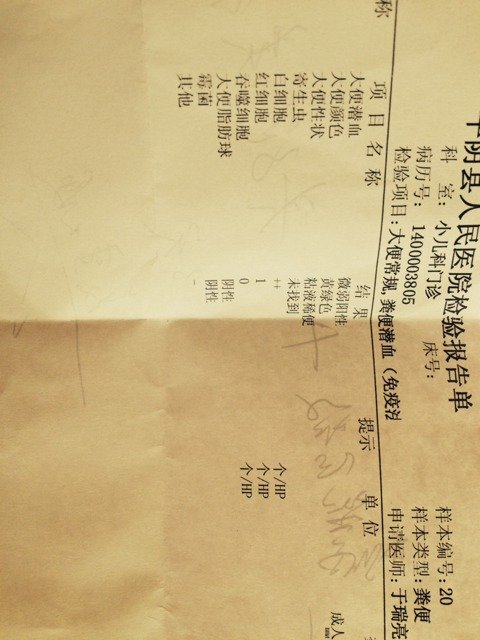 平阴县人民医院检验报告单
科 室: 小儿科门诊 床号: 样本编号: 20
病历号: 1400003805 样本类型: 粪便
检验项目: 大便常规, 粪便潜血 (免疫 申请医师: 于瑞亮
称 项 目 名 称 结 果 提示 单 位
大便潜血 微弱阳性 成人
大便颜色 黄绿色
大便性状 粘液稀便
寄生虫 未找到
白细胞 ++ 个/HP
红细胞 1 个/HP
吞噬细胞 0 个/HP
大便脂肪球 阴性
霉菌 阴性
其他 -